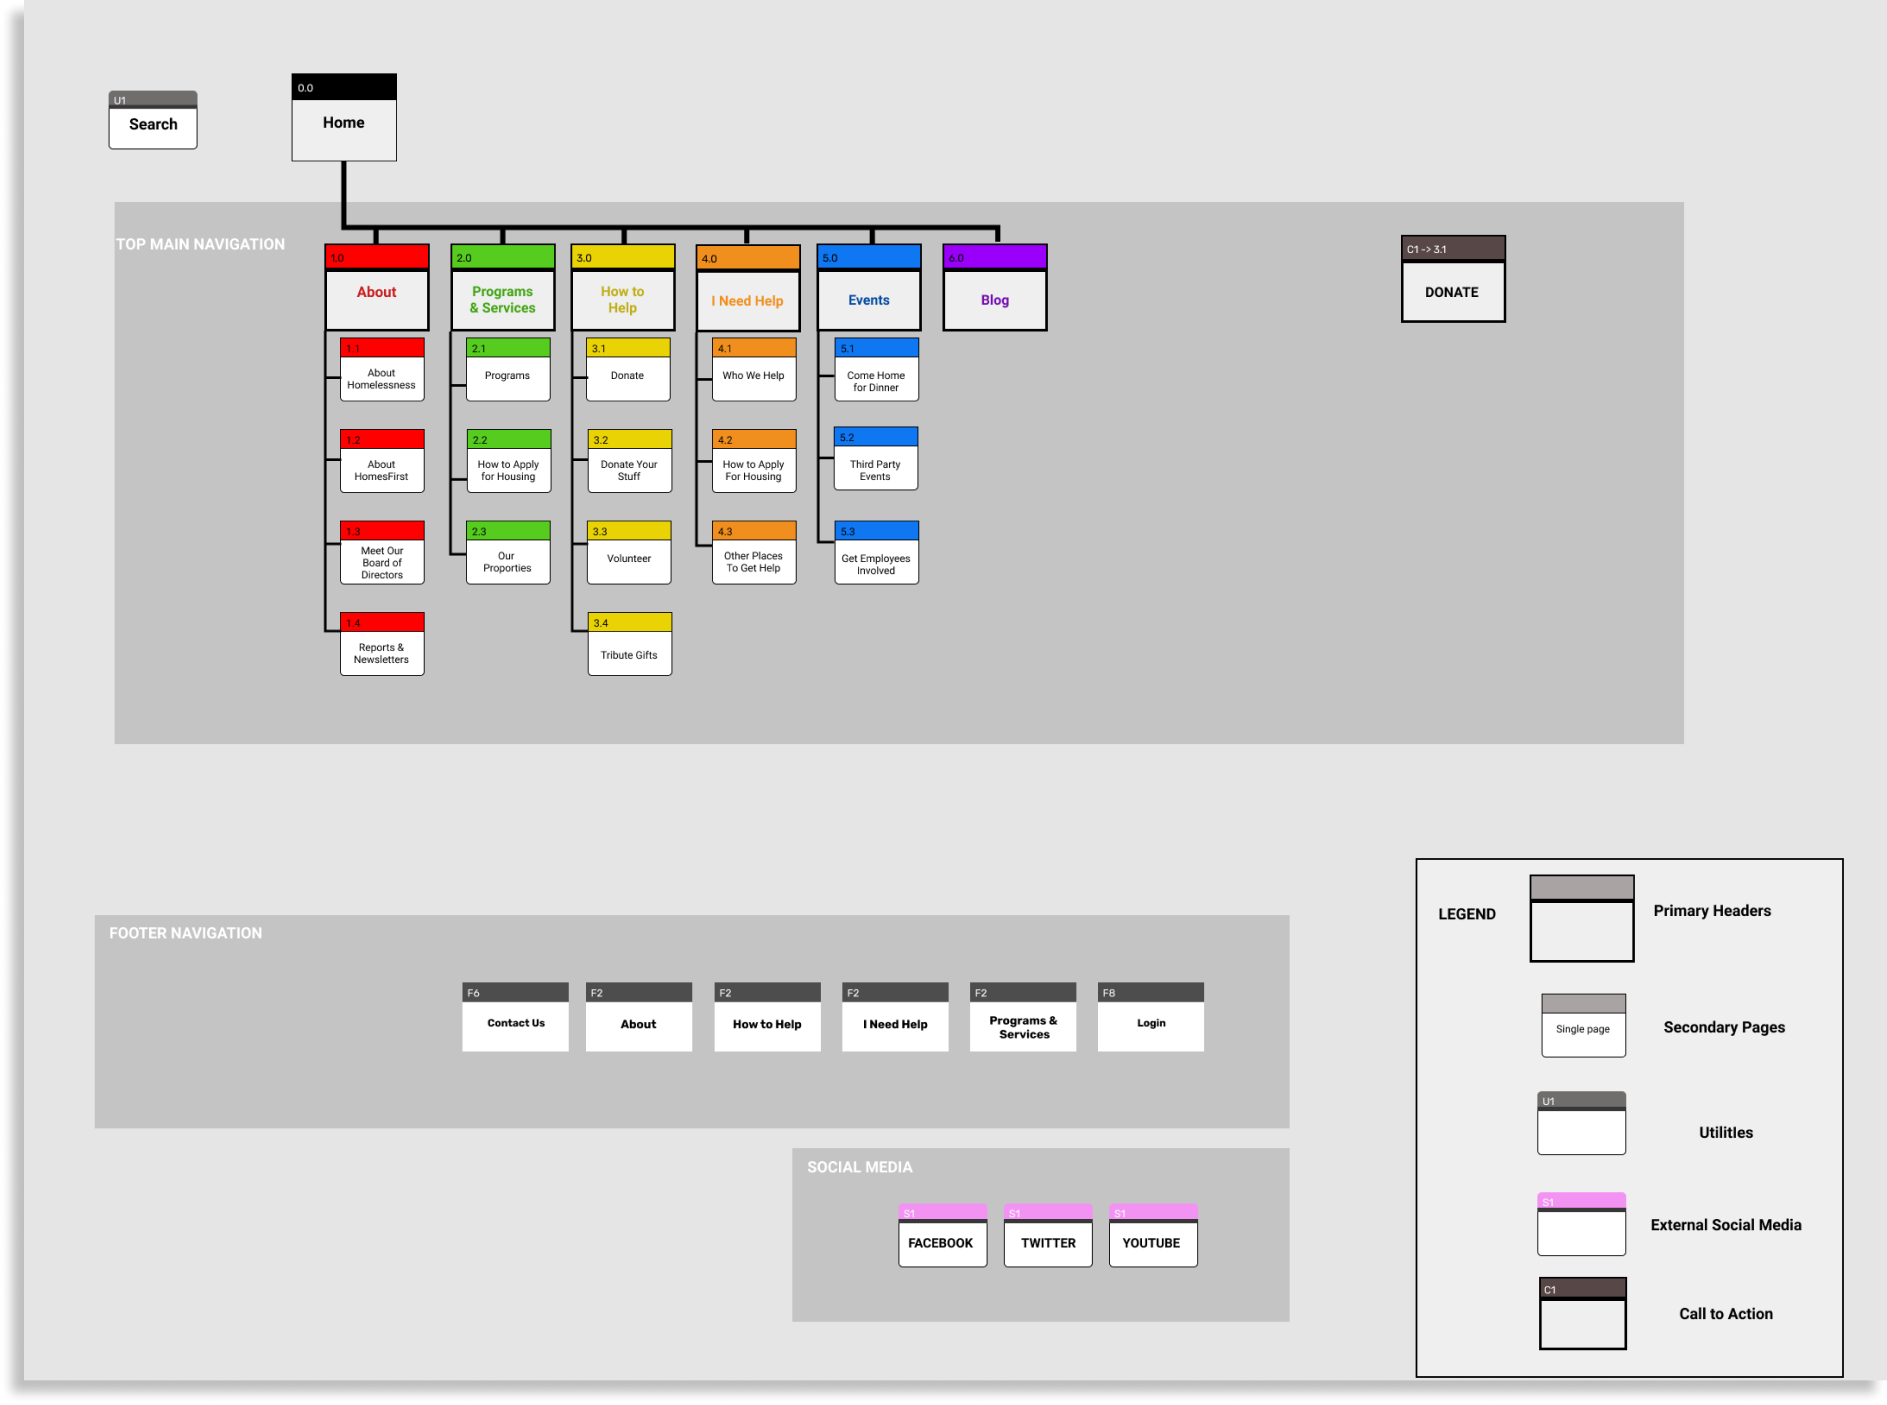 U1
Search
0.0
Home
TOP MAIN NAVIGATION
1.0
About
2.0
Programs
& Services
3.0
How to
Help
4.0
I Need Help
5.0
Events
6.0
Blog
C1 -> 3.1
DONATE
1.1
About
Homelessness
2.1
Programs
3.1
Donate
4.1
Who We Help
5.1
Come Home
for Dinner
1.2
About
HomesFirst
2.2
How to Apply
for Housing
3.2
Donate Your
Stuff
4.2
How to Apply
For Housing
5.2
Third Party
Events
1.3
Meet Our
Board of
Directors
2.3
Our
Proporties
3.3
Volunteer
4.3
Other Places
To Get Help
5.3
Get Employees
Involved
1.4
Reports &
Newsletters
3.4
Tribute Gifts
FOOTER NAVIGATION
F6
Contact Us
F2
About
F2
How to Help
F2
I Need Help
F2
Programs &
Services
F8
Login
SOCIAL MEDIA
S1
FACEBOOK
S1
TWITTER
S1
YOUTUBE
LEGEND
Primary Headers
Single page
Secondary Pages
U1
UtilitIes
S1
External Social Media
C1
Call to Action